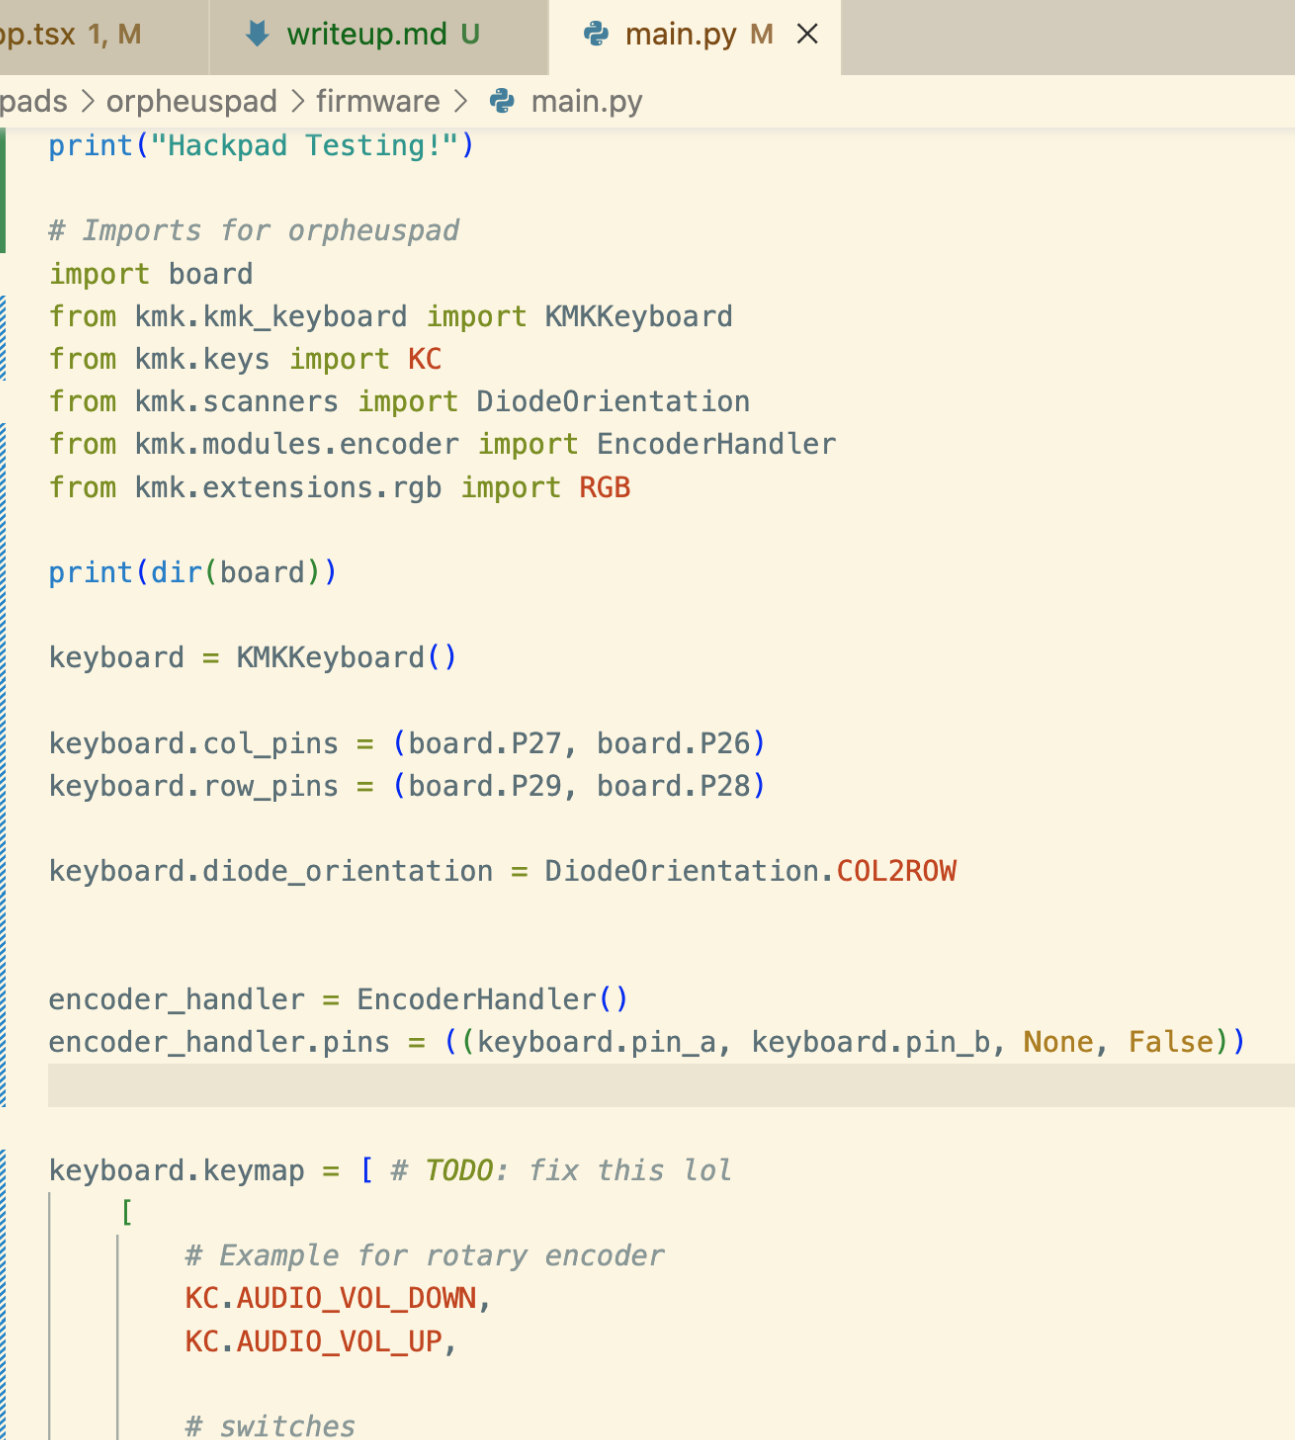 pp.tsx 1, M writeup.md U main.py M
pads > orpheuspad > firmware > main.py
print("Hackpad Testing!")
# Imports for orpheuspad
import board
from kmk.kmk_keyboard import KMKKeyboard
from kmk.keys import KC
from kmk.scanners import DiodeOrientation
from kmk.modules.encoder import EncoderHandler
from kmk.extensions.rgb import RGB
print(dir(board))
keyboard = KMKKeyboard()
keyboard.col_pins = (board.P27, board.P26)
keyboard.row_pins = (board.P29, board.P28)
keyboard.diode_orientation = DiodeOrientation.COL2ROW
encoder_handler = EncoderHandler()
encoder_handler.pins = ((keyboard.pin_a, keyboard.pin_b, None, False))
keyboard.keymap = [ # TODO: fix this lol
[
# Example for rotary encoder
KC.AUDIO_VOL_DOWN,
KC.AUDIO_VOL_UP,
# switches